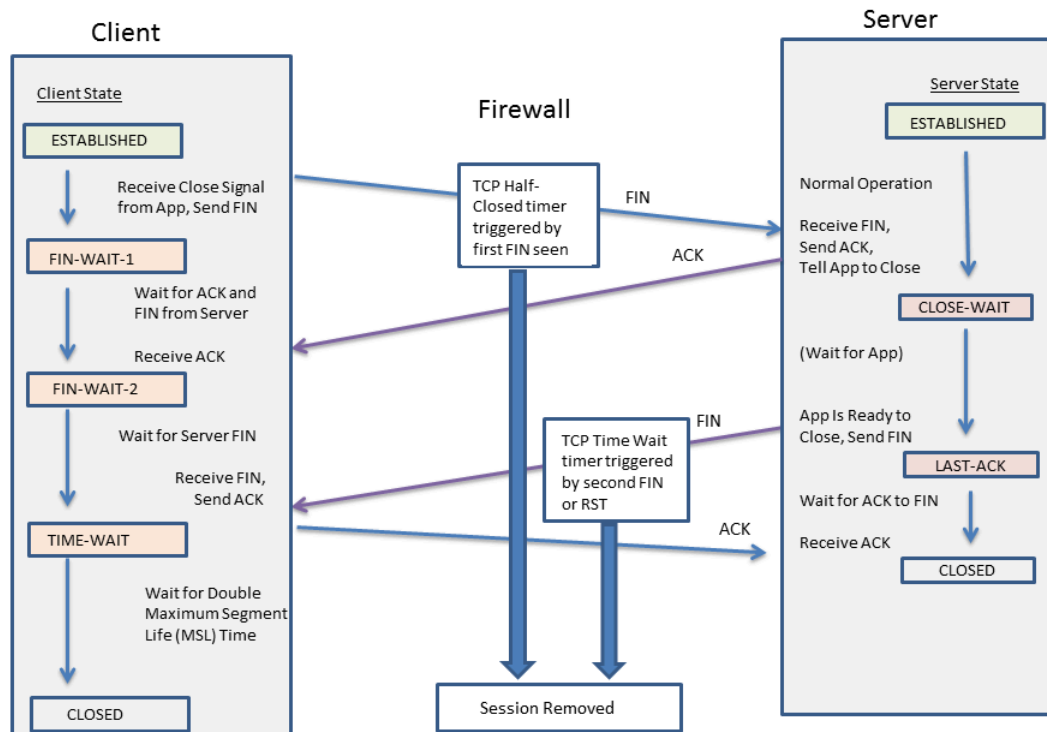 Client
Client State
ESTABLISHED
Receive Close Signal
from App, Send FIN
FIN-WAIT-1
Wait for ACK and
FIN from Server
Receive ACK
FIN-WAIT-2
Wait for Server FIN
Receive FIN,
Send ACK
TIME-WAIT
Wait for Double
Maximum Segment
Life (MSL) Time
CLOSED
Firewall
TCP Half-
Closed timer
triggered by
first FIN seen
FIN
ACK
FIN
TCP Time Wait
timer triggered
by second FIN
or RST
ACK
Session Removed
Server
Server State
ESTABLISHED
Normal Operation
Receive FIN,
Send ACK,
Tell App to Close
CLOSE-WAIT
(Wait for App)
App Is Ready to
Close, Send FIN
LAST-ACK
Wait for ACK to FIN
Receive ACK
CLOSED